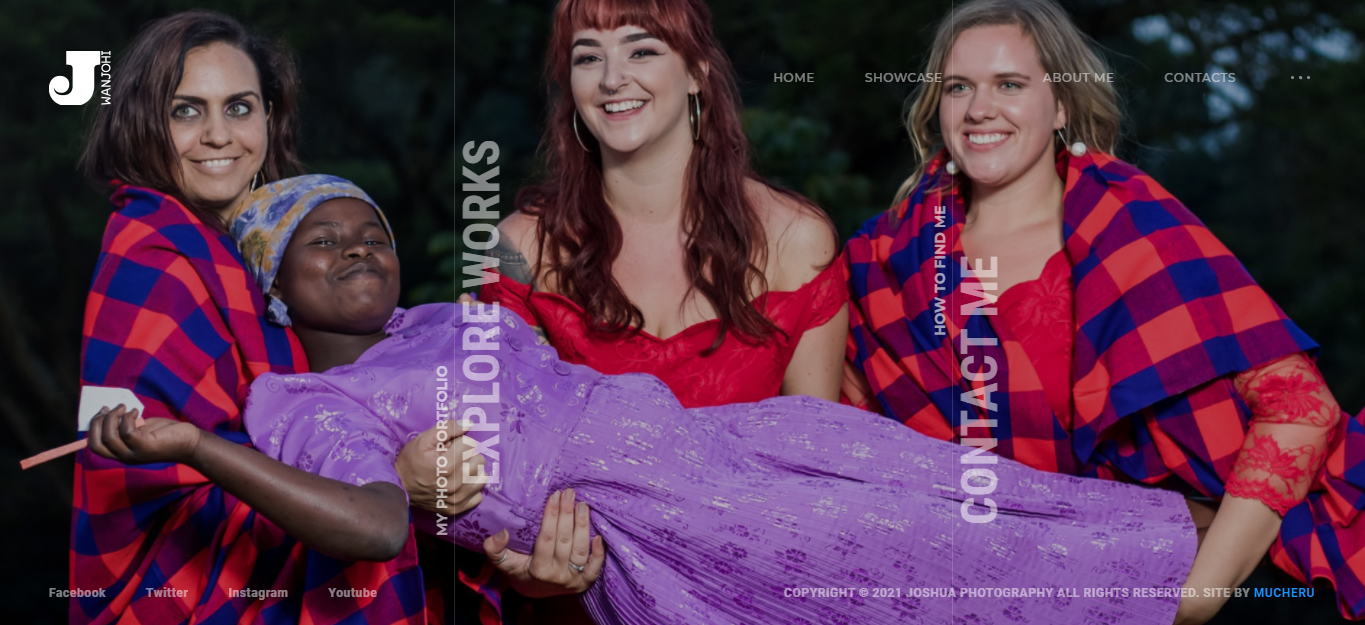 J WANJOHI
HOME
SHOWCASE
ABOUT ME
CONTACTS
MY PHOTO PORTFOLIO
EXPLORE WORKS
HOW TO FIND ME
CONTACT ME
Facebook
Twitter
Instagram
Youtube
COPYRIGHT © 2021 JOSHUA PHOTOGRAPHY ALL RIGHTS RESERVED. SITE BY MUCHERU